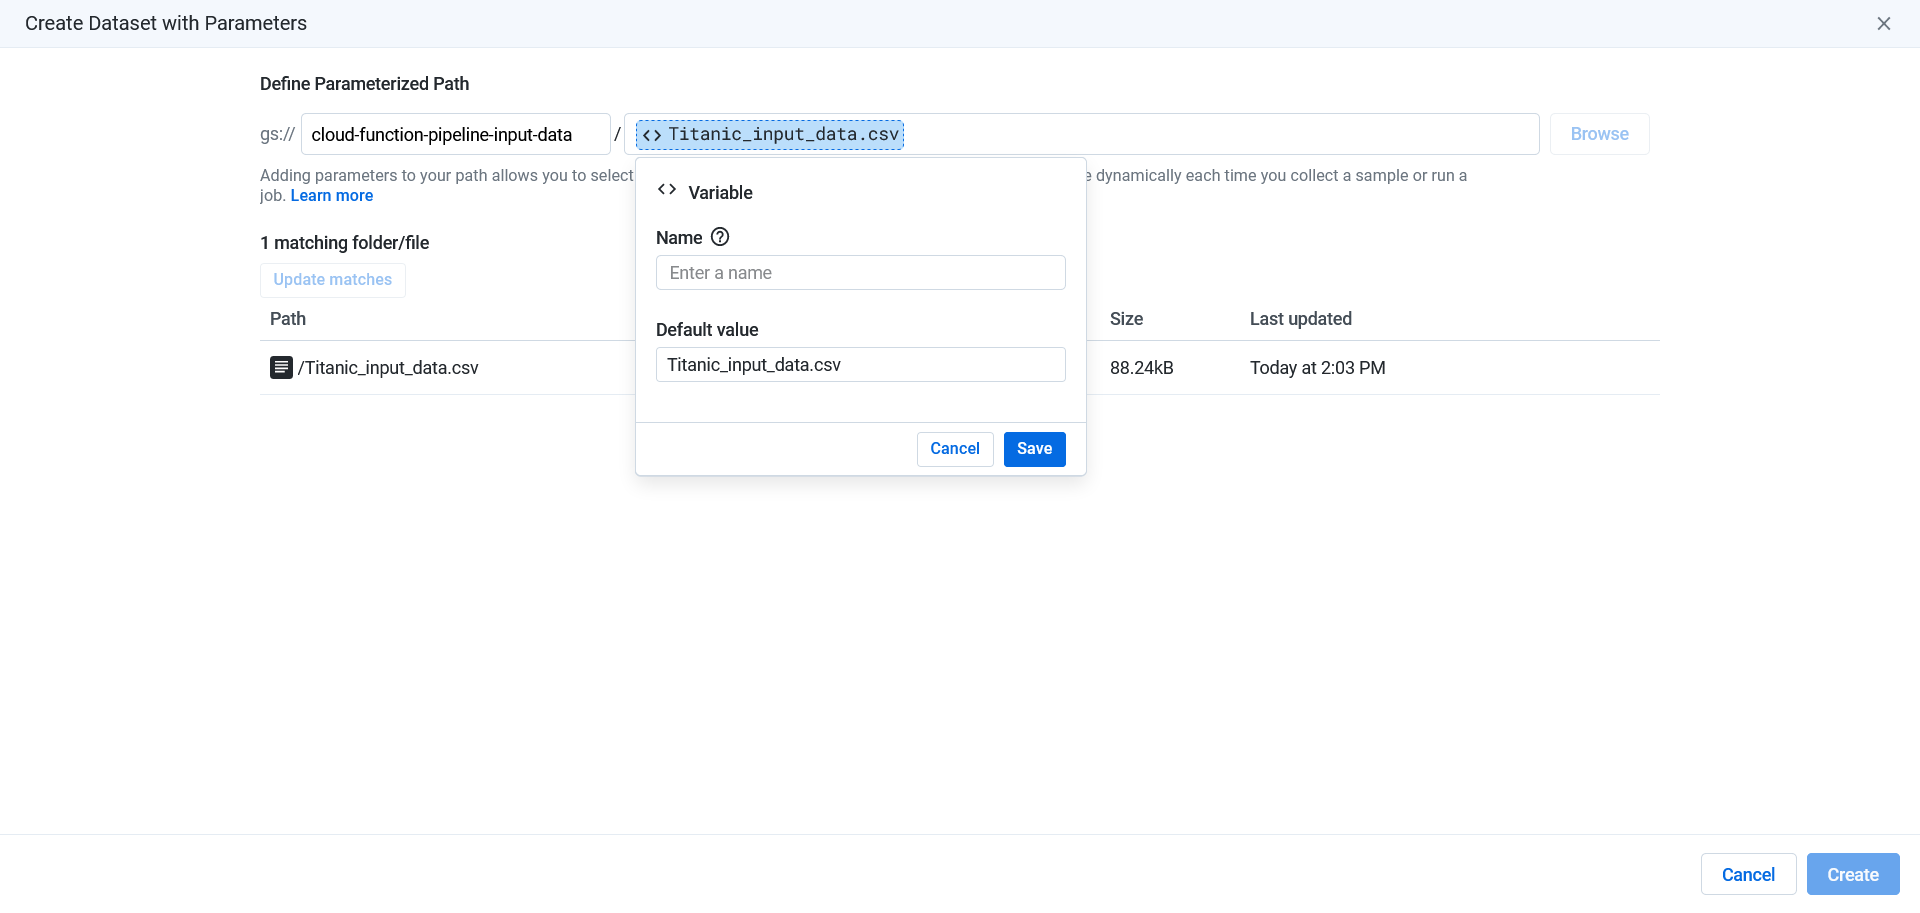 Create Dataset with Parameters
Define Parameterized Path
gs:// cloud-function-pipeline-input-data / <> Titanic_input_data.csv Browse
Adding parameters to your path allows you to select
dynamically each time you collect a sample or run a
job. Learn more
<> Variable
Name ?
Enter a name
1 matching folder/file
Update matches
Default value
Titanic_input_data.csv
Path Size Last updated
/Titanic_input_data.csv 88.24kB Today at 2:03 PM
Cancel Save
Cancel Create